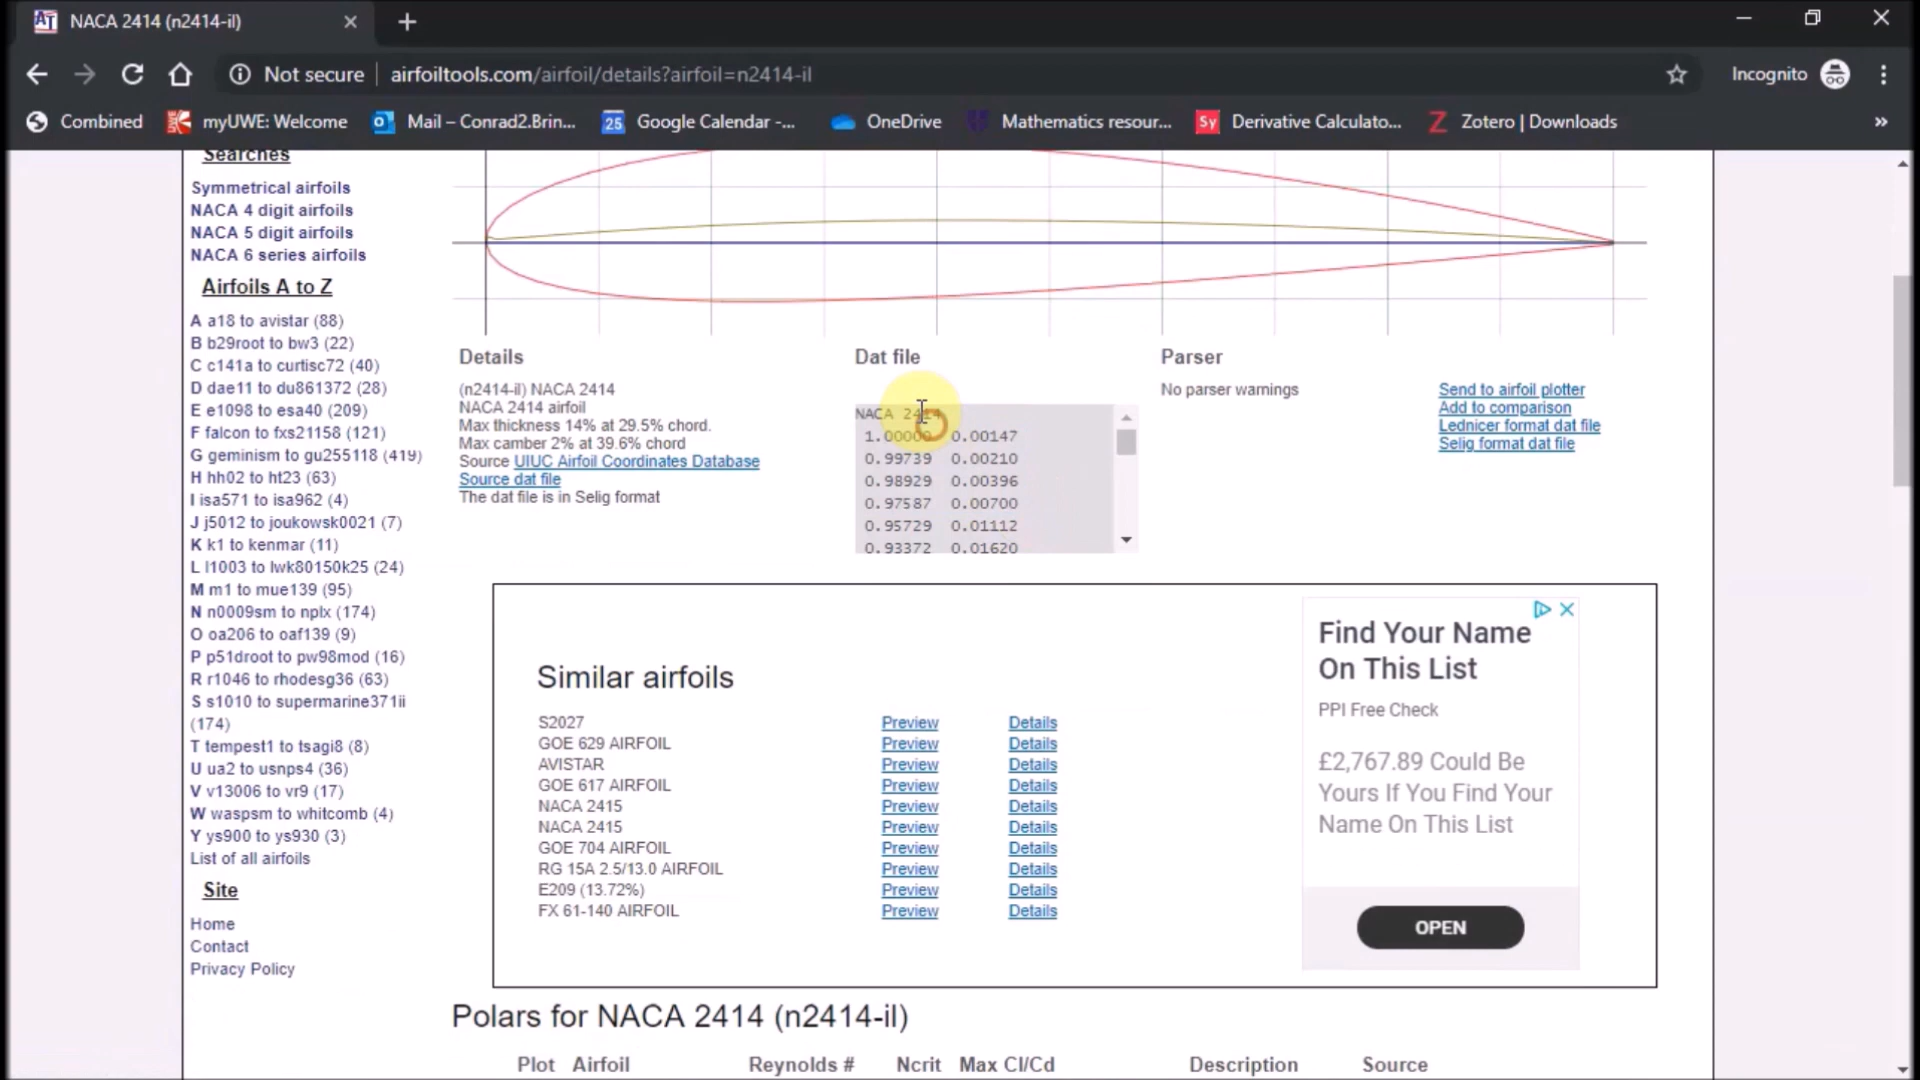 NACA 2414 (n2414-il)
Not secure
airfoiltools.com/airfoil/details?airfoil=n2414-il
Incognito
Combined
myUWE: Welcome
Mail – Conrad2.Brin...
25
Google Calendar -...
OneDrive
Mathematics resour...
Sy
Derivative Calculato...
Zotero | Downloads
»
Searches
Symmetrical airfoils
NACA 4 digit airfoils
NACA 5 digit airfoils
NACA 6 series airfoils
Airfoils A to Z
A a18 to avistar (88)
B b29root to bw3 (22)
C c141a to curtisc72 (40)
D dae11 to du861372 (28)
E e1098 to esa40 (209)
F falcon to fxs21158 (121)
G geminism to gu255118 (419)
H hh02 to ht23 (63)
I isa571 to isa962 (4)
J j5012 to joukowsk0021 (7)
K k1 to kenmar (11)
L l1003 to lwk80150k25 (24)
M m1 to mue139 (95)
N n0009sm to nplx (174)
O oa206 to oaf139 (9)
P p51droot to pw98mod (16)
R r1046 to rhodesg36 (63)
S s1010 to supermarine371ii
(174)
T tempest1 to tsagi8 (8)
U ua2 to usnps4 (36)
V v13006 to vr9 (17)
W waspsm to whitcomb (4)
Y ys900 to ys930 (3)
List of all airfoils
Site
Home
Contact
Privacy Policy
Details
(n2414-il) NACA 2414
NACA 2414 airfoil
Max thickness 14% at 29.5% chord.
Max camber 2% at 39.6% chord
Source UIUC Airfoil Coordinates Database
Source dat file
The dat file is in Selig format
Dat file
NACA 2414
1.00000 0.00147
0.99739 0.00210
0.98929 0.00396
0.97587 0.00700
0.95729 0.01112
0.93372 0.01620
Parser
No parser warnings
Send to airfoil plotter
Add to comparison
Lednicer format dat file
Selig format dat file
Similar airfoils
S2027 Preview Details
GOE 629 AIRFOIL Preview Details
AVISTAR Preview Details
GOE 617 AIRFOIL Preview Details
NACA 2415 Preview Details
NACA 2415 Preview Details
GOE 704 AIRFOIL Preview Details
RG 15A 2.5/13.0 AIRFOIL Preview Details
E209 (13.72%) Preview Details
FX 61-140 AIRFOIL Preview Details
Find Your Name
On This List
PPI Free Check
£2,767.89 Could Be
Yours If You Find Your
Name On This List
OPEN
Polars for NACA 2414 (n2414-il)
Plot Airfoil Reynolds # Ncrit Max Cl/Cd Description Source